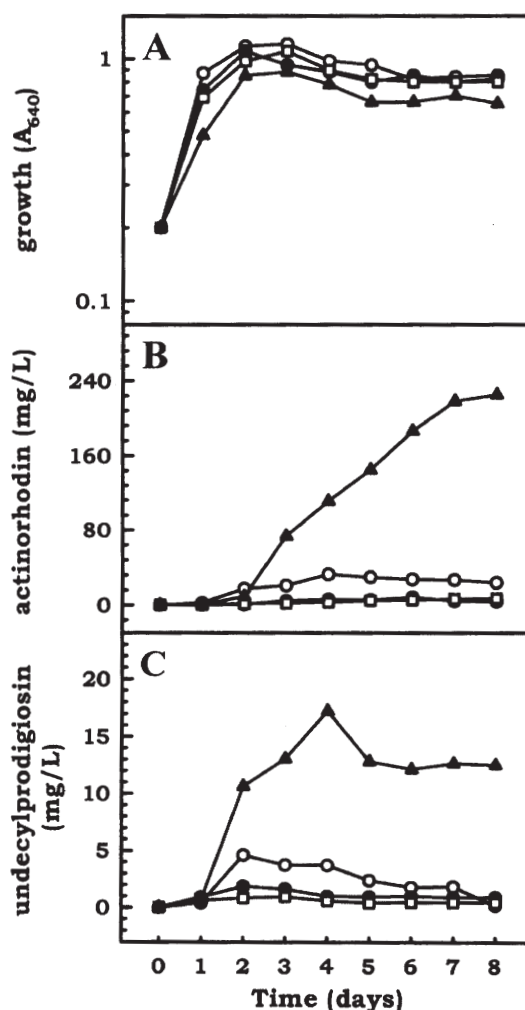 A
1
0.1
growth (A640)
B
240
160
80
0
actinorhodin (mg/L)
C
20
15
10
5
0
undecylprodigiosin
(mg/L)
0 1 2 3 4 5 6 7 8
Time (days)